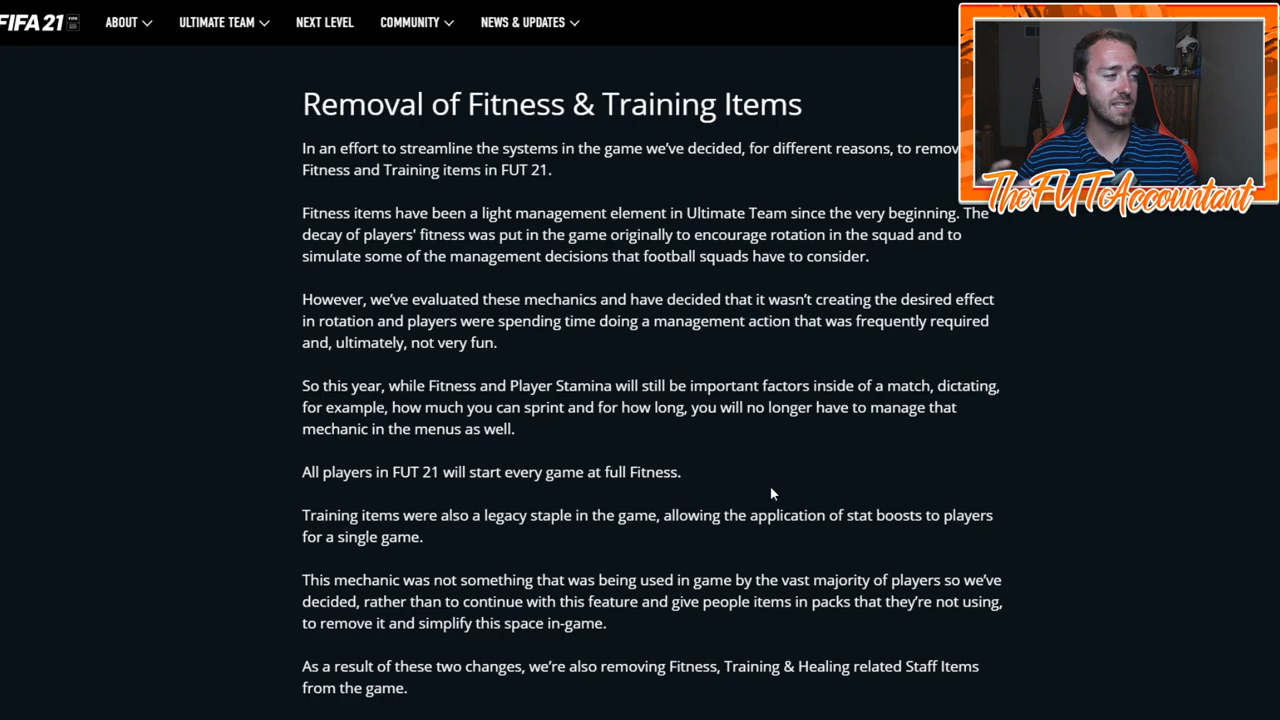 FIFA 21 ABOUT ULTIMATE TEAM NEXT LEVEL COMMUNITY NEWS & UPDATES
Removal of Fitness & Training Items
In an effort to streamline the systems in the game we've decided, for different reasons, to remov
Fitness and Training items in FUT 21.
Fitness items have been a light management element in Ultimate Team since the very beginning. The
decay of players' fitness was put in the game originally to encourage rotation in the squad and to
simulate some of the management decisions that football squads have to consider.
However, we've evaluated these mechanics and have decided that it wasn't creating the desired effect
in rotation and players were spending time doing a management action that was frequently required
and, ultimately, not very fun.
So this year, while Fitness and Player Stamina will still be important factors inside of a match, dictating,
for example, how much you can sprint and for how long, you will no longer have to manage that
mechanic in the menus as well.
All players in FUT 21 will start every game at full Fitness.
Training items were also a legacy staple in the game, allowing the application of stat boosts to players
for a single game.
This mechanic was not something that was being used in game by the vast majority of players so we've
decided, rather than to continue with this feature and give people items in packs that they're not using,
to remove it and simplify this space in-game.
As a result of these two changes, we're also removing Fitness, Training & Healing related Staff Items
from the game.
TheFUTAccountant